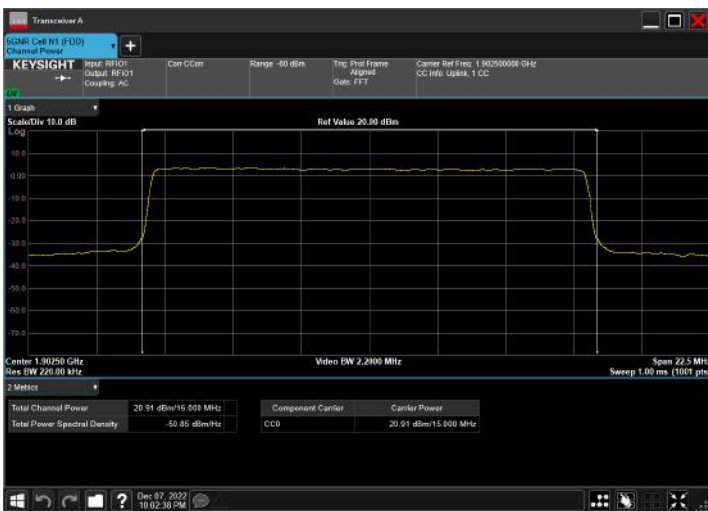 Transceiver A
5GNR Cell N1 (FDD)
Channel Power
KEYSIGHT
Input: RFIO1
Output: RFIO1
Coupling: AC
Corr CCorr
Range: -60 dBm
Trig: Prot Frame
Aligned
Gate: FFT
Carrier Ref Freq: 1.902500000 GHz
CC Info: Uplink, 1 CC
1 Graph
Scale/Div 10.0 dB
Ref Value 20.00 dBm
Log
10.0
0.00
-10.0
-20.0
-30.0
-40.0
-50.0
-60.0
-70.0
Center 1.90250 GHz
Video BW 2.2000 MHz
Span 22.5 MHz
Res BW 220.00 kHz
Sweep 1.00 ms (1001 pts
2 Metrics
Total Channel Power 20.91 dBm/15.000 MHz
Total Power Spectral Density -50.85 dBm/Hz
Component Carrier Carrier Power
CC0 20.91 dBm/15.000 MHz
Dec 07, 2022
10:02:38 PM